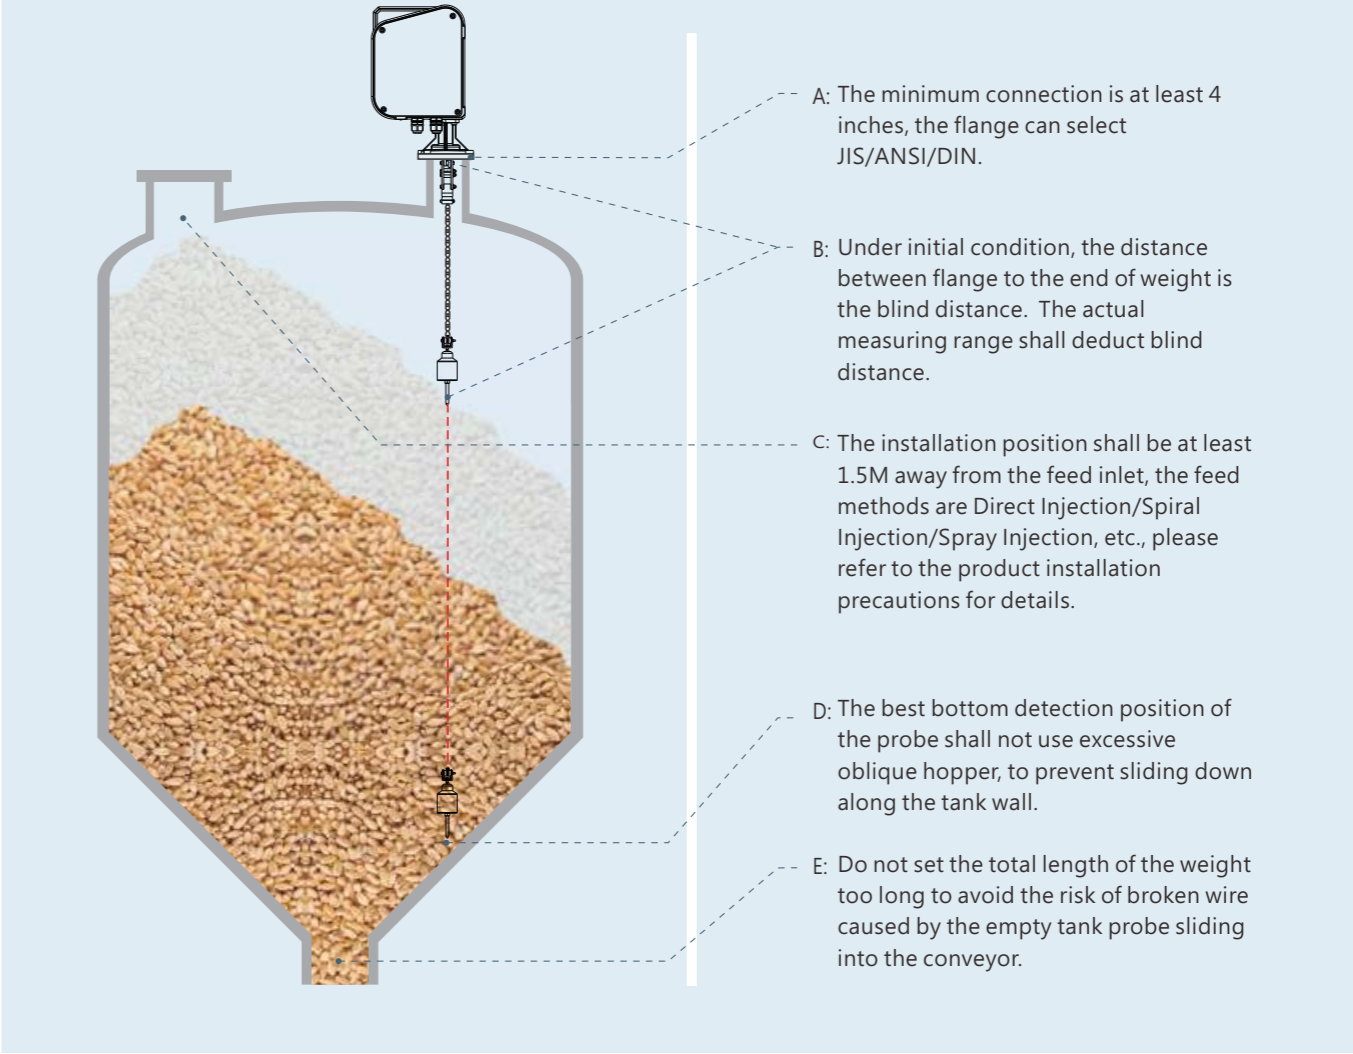 A: The minimum connection is at least 4
inches, the flange can select
JIS/ANSI/DIN.
B: Under initial condition, the distance
between flange to the end of weight is
the blind distance. The actual
measuring range shall deduct blind
distance.
C: The installation position shall be at least
1.5M away from the feed inlet, the feed
methods are Direct Injection/Spiral
Injection/Spray Injection, etc., please
refer to the product installation
precautions for details.
D: The best bottom detection position of
the probe shall not use excessive
oblique hopper, to prevent sliding down
along the tank wall.
E: Do not set the total length of the weight
too long to avoid the risk of broken wire
caused by the empty tank probe sliding
into the conveyor.